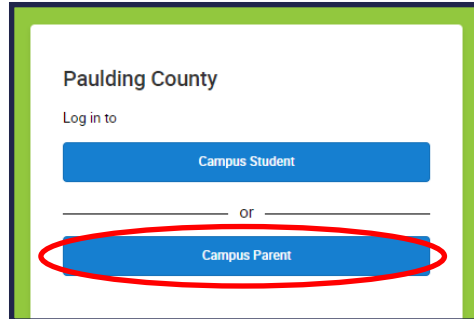 Paulding County
Log in to
Campus Student
or
Campus Parent